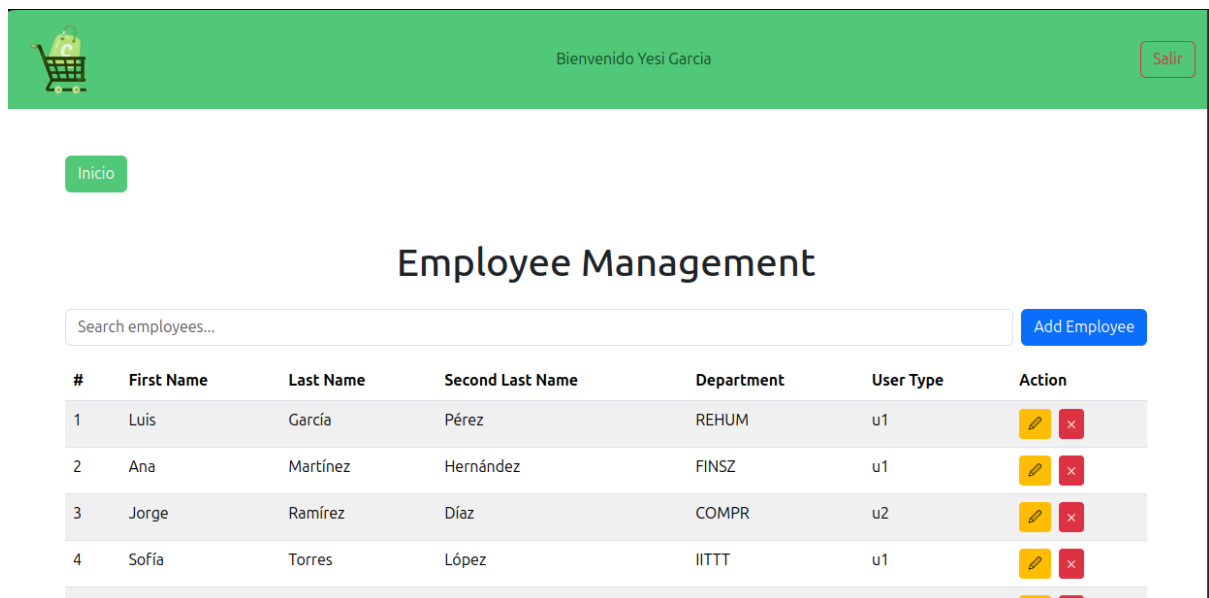 C
Bienvenido Yesi Garcia
Salir
Inicio
Employee Management
Search employees...
Add Employee
# First Name Last Name Second Last Name Department User Type Action
1 Luis García Pérez REHUM u1
2 Ana Martínez Hernández FINSZ u1
3 Jorge Ramírez Díaz COMPR u2
4 Sofía Torres López IITTT u1